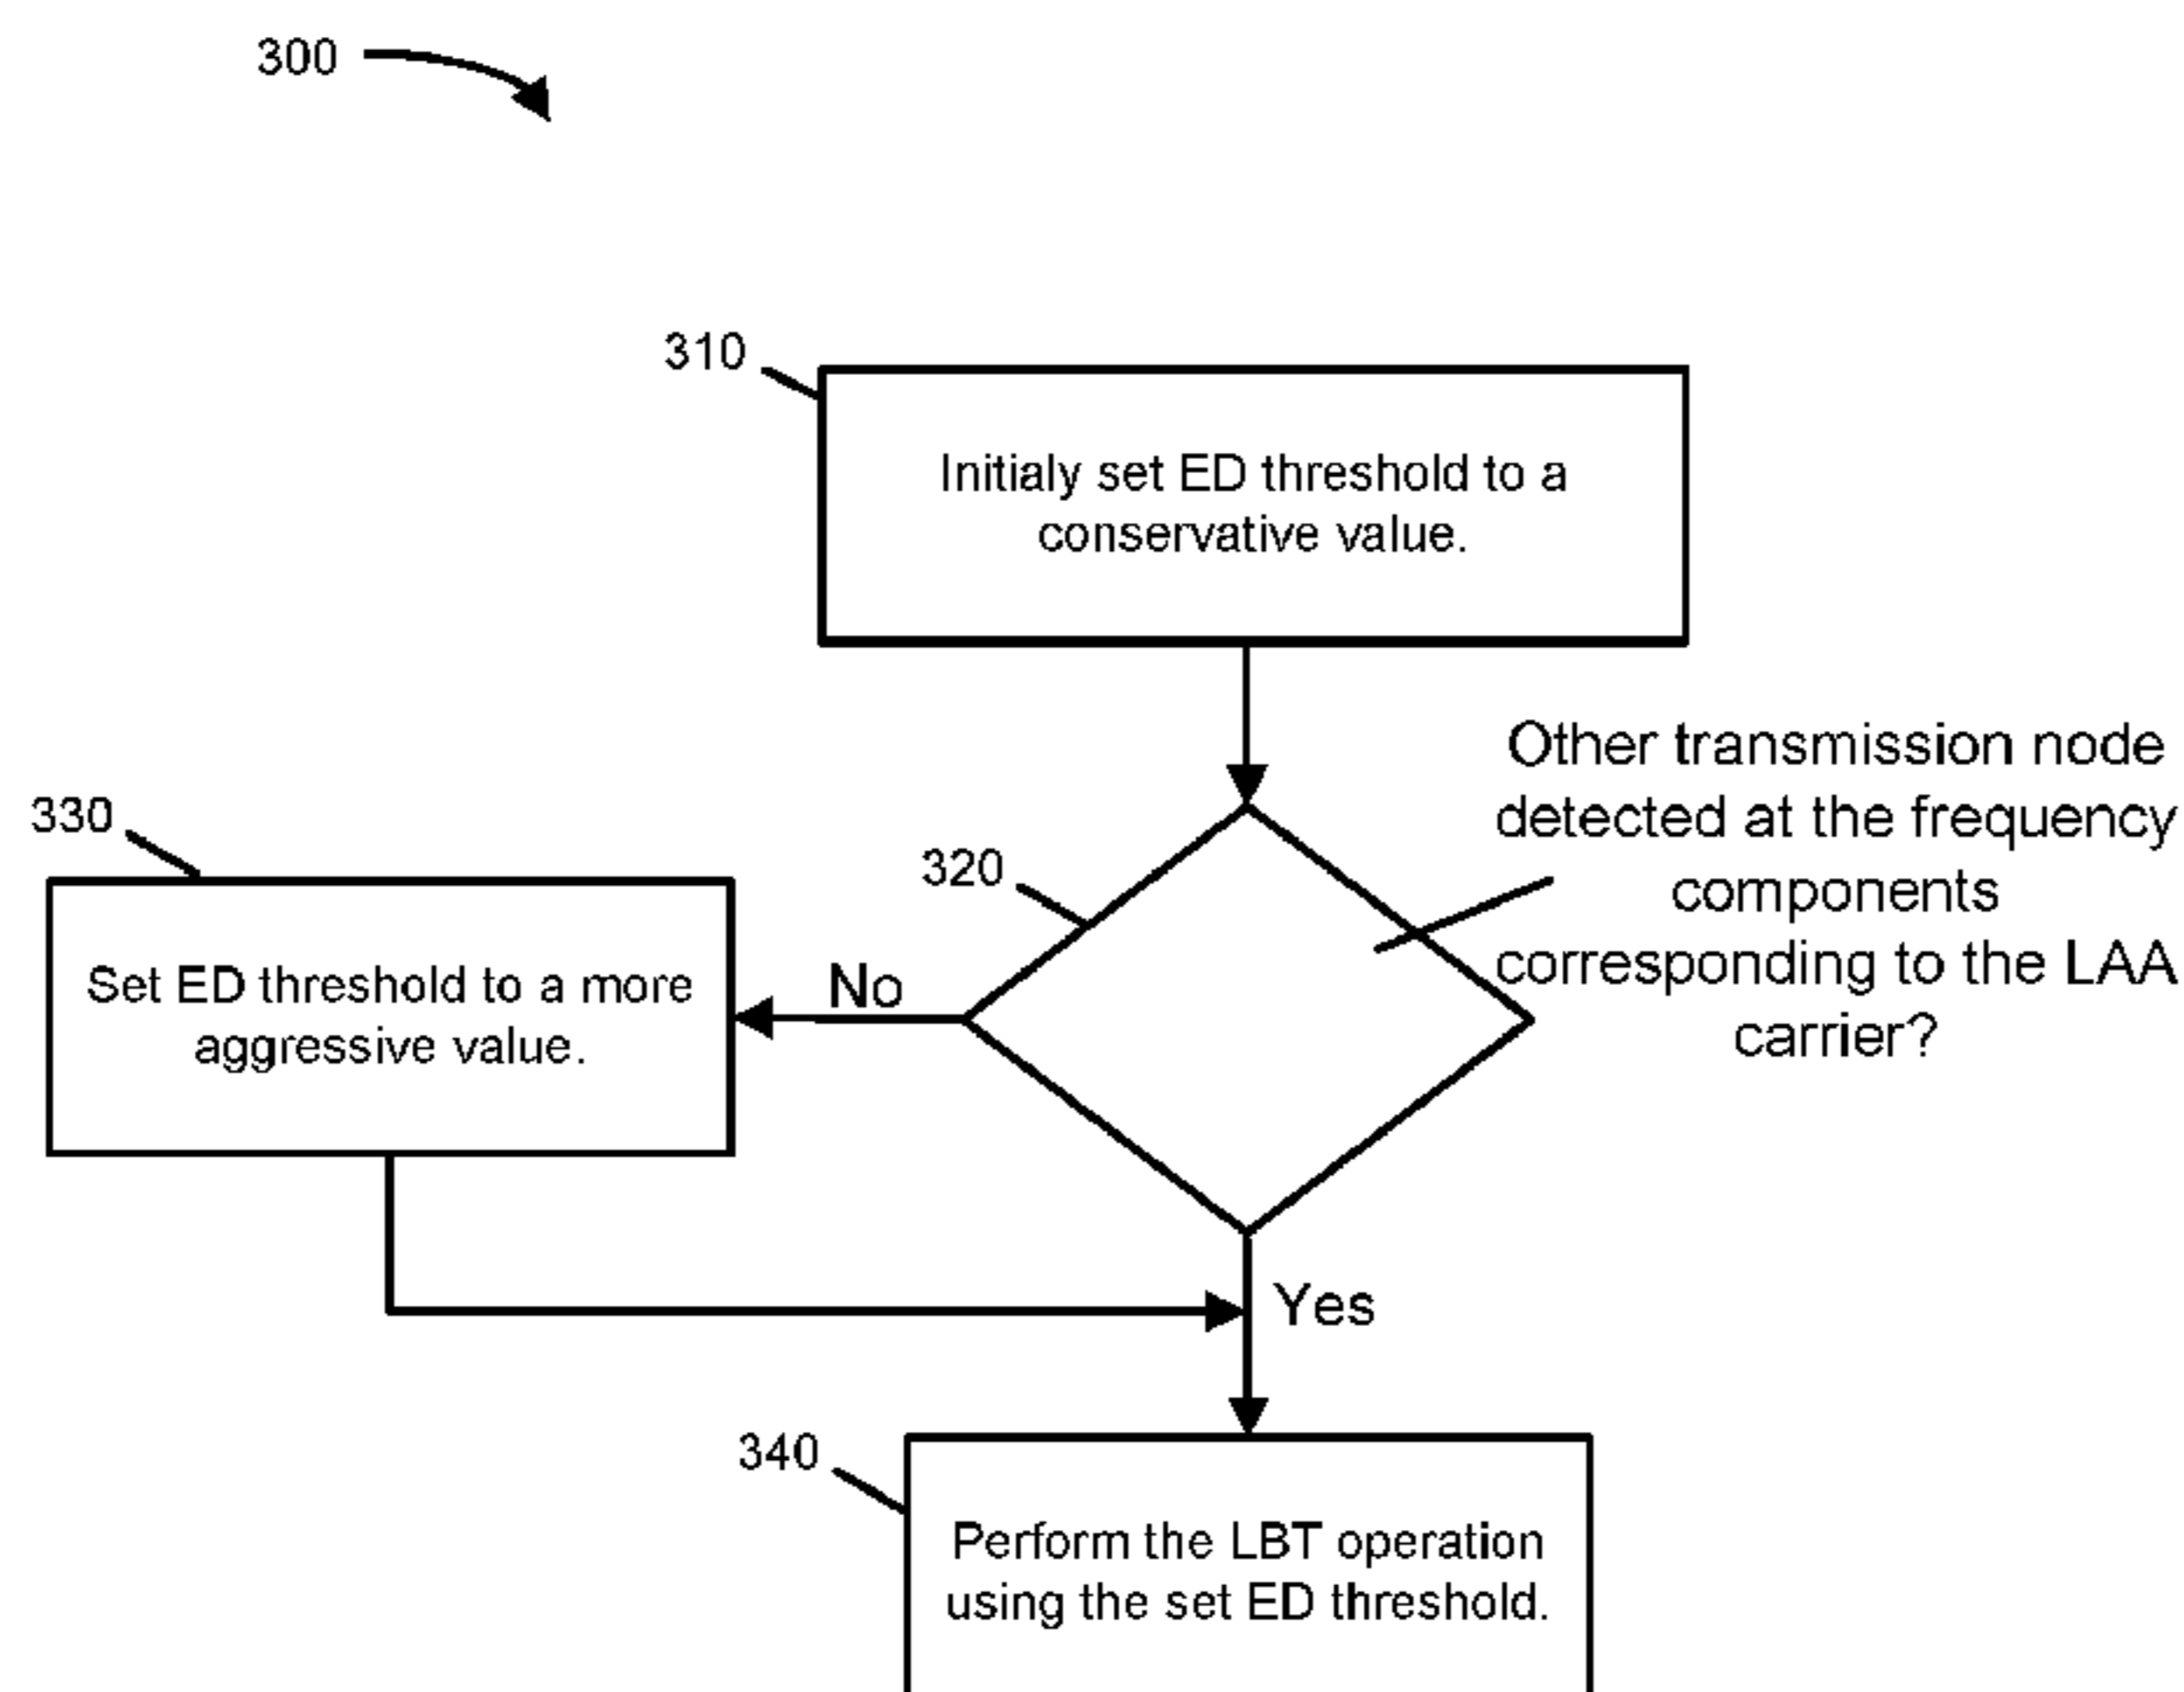 300
310
Initialy set ED threshold to a
conservative value.
Other transmission node
detected at the frequency
components
corresponding to the LAA
carrier?
320
330
Set ED threshold to a more
aggressive value.
No
Yes
340
Perform the LBT operation
using the set ED threshold.